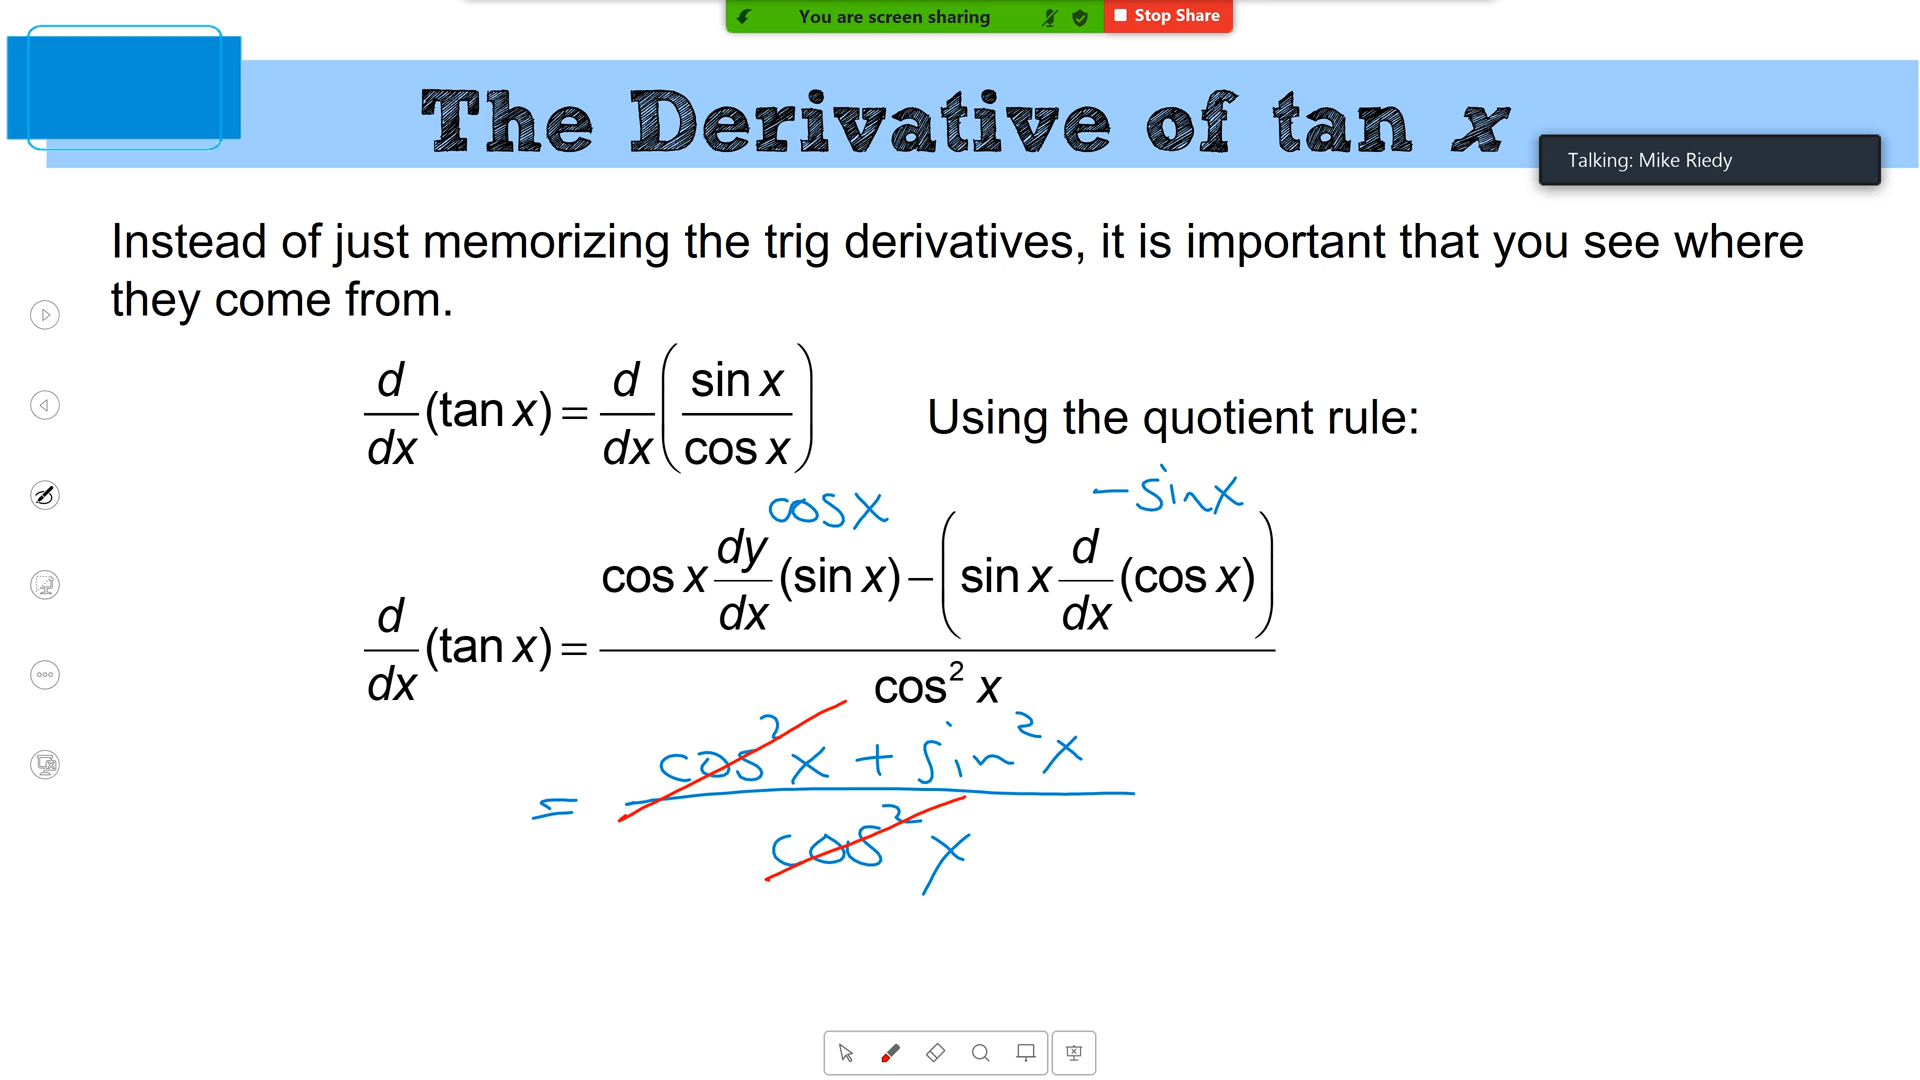 You are screen sharing Stop Share
The Derivative of tan x
Talking: Mike Riedy
Instead of just memorizing the trig derivatives, it is important that you see where
they come from.
d/dx (tan x) = d/dx (sin x / cos x) Using the quotient rule:
cos x -sin x
d/dx (tan x) = (cos x dy/dx (sin x) – (sin x d/dx (cos x))) / cos² x
= (cos² x + sin² x) / cos² x